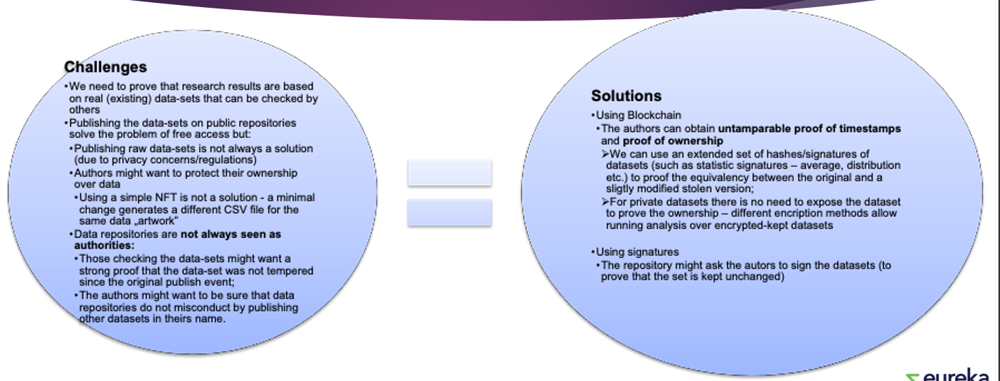 Challenges
•We need to prove that research results are based
on real (existing) data-sets that can be checked by
others
•Publishing the data-sets on public repositories
solve the problem of free access but:
•Publishing raw data-sets is not always a solution
(due to privacy concerns/regulations)
•Authors might want to protect their ownership
over data
•Using a simple NFT is not a solution - a minimal
change generates a different CSV file for the
same data „artwork"
•Data repositories are not always seen as
authorities:
•Those checking the data-sets might want a
strong proof that the data-set was not tempered
since the original publish event;
•The authors might want to be sure that data
repositories do not misconduct by publishing
other datasets in theirs name.
Solutions
•Using Blockchain
•The authors can obtain untamparable proof of timestamps
and proof of ownership
➢We can use an extended set of hashes/signatures of
datasets (such as statistic signatures – average, distribution
etc.) to proof the equivalency between the original and a
sligtly modified stolen version;
➢For private datasets there is no need to expose the dataset
to prove the ownership – different encription methods allow
running analysis over encrypted-kept datasets
•Using signatures
•The repository might ask the autors to sign the datasets (to
prove that the set is kept unchanged)
eureka